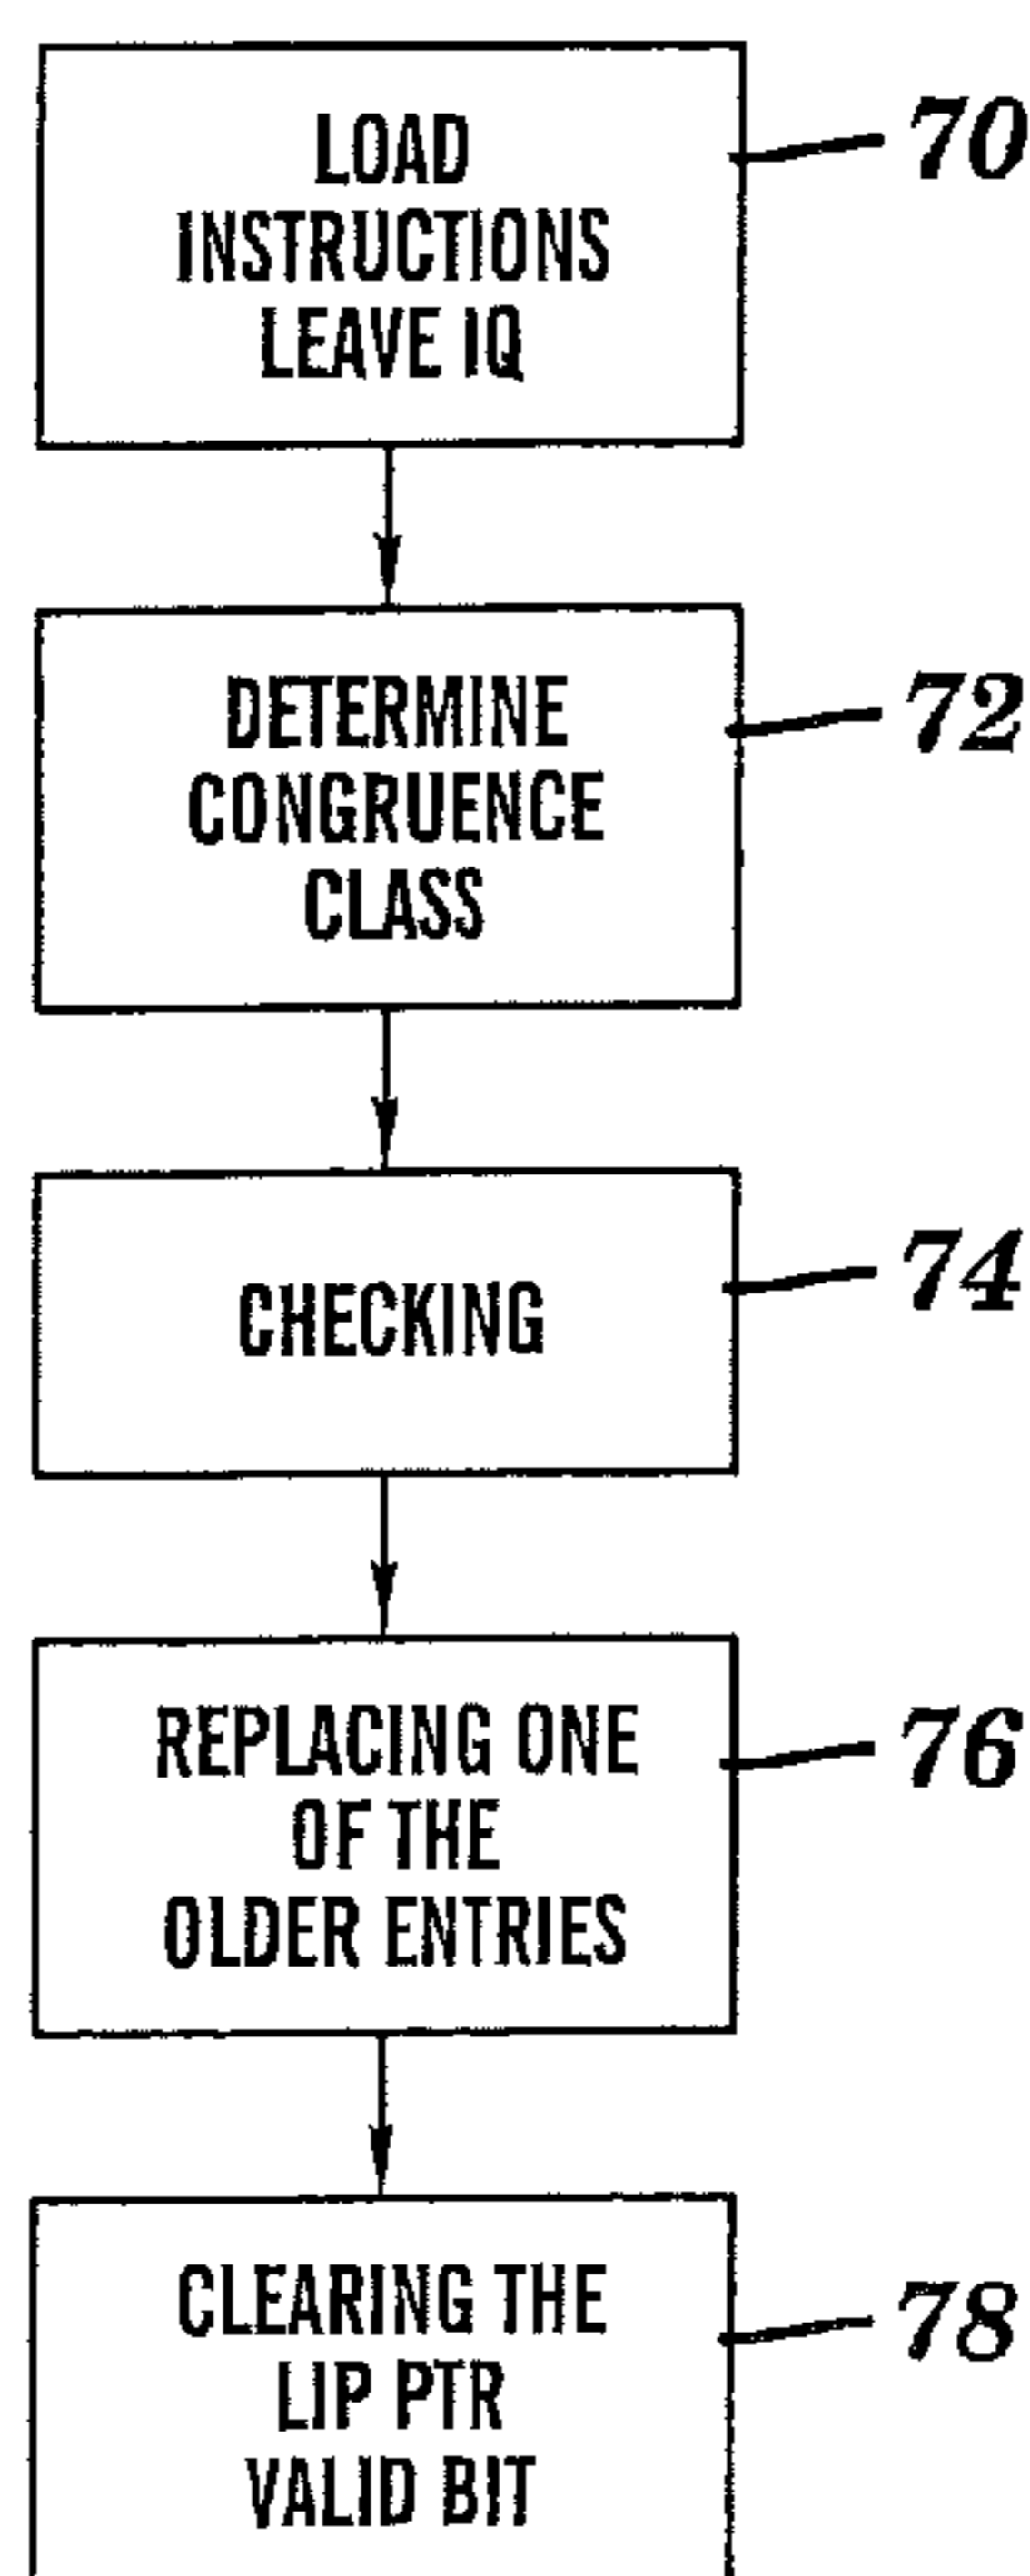 LOAD
INSTRUCTIONS
LEAVE IQ
70
DETERMINE
CONGRUENCE
CLASS
72
CHECKING
74
REPLACING ONE
OF THE
OLDER ENTRIES
76
CLEARING THE
LIP PTR
VALID BIT
78